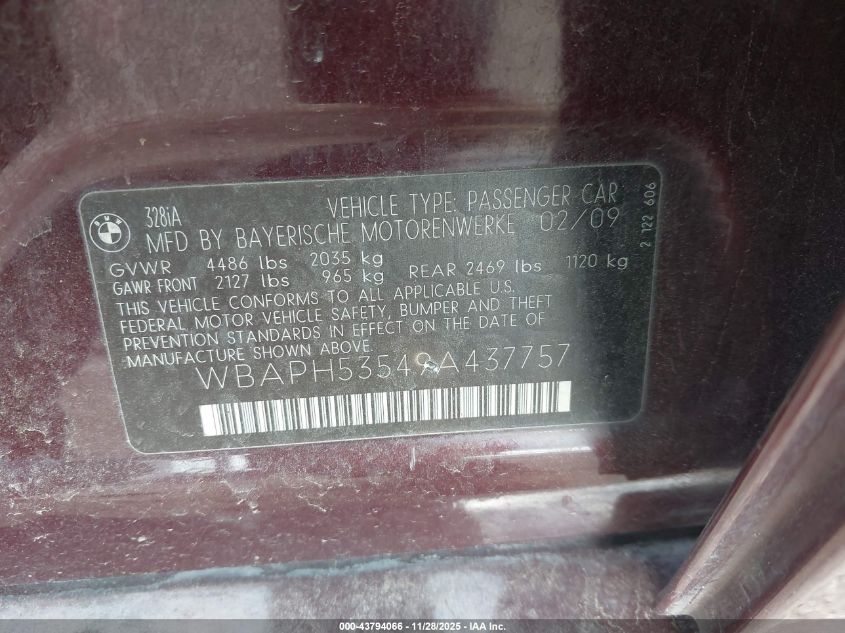 328iA VEHICLE TYPE: PASSENGER CAR
MFD BY BAYERISCHE MOTORENWERKE 02/09
GVWR 4486 lbs 2035 kg
GAWR FRONT 2127 lbs 965 kg REAR 2469 lbs 1120 kg
THIS VEHICLE CONFORMS TO ALL APPLICABLE U.S.
FEDERAL MOTOR VEHICLE SAFETY, BUMPER AND THEFT
PREVENTION STANDARDS IN EFFECT ON THE DATE OF
MANUFACTURE SHOWN ABOVE.
WBAPH53549A437757
2 122 606
BMW
000-43794066 - 11/28/2025 - IAA Inc.